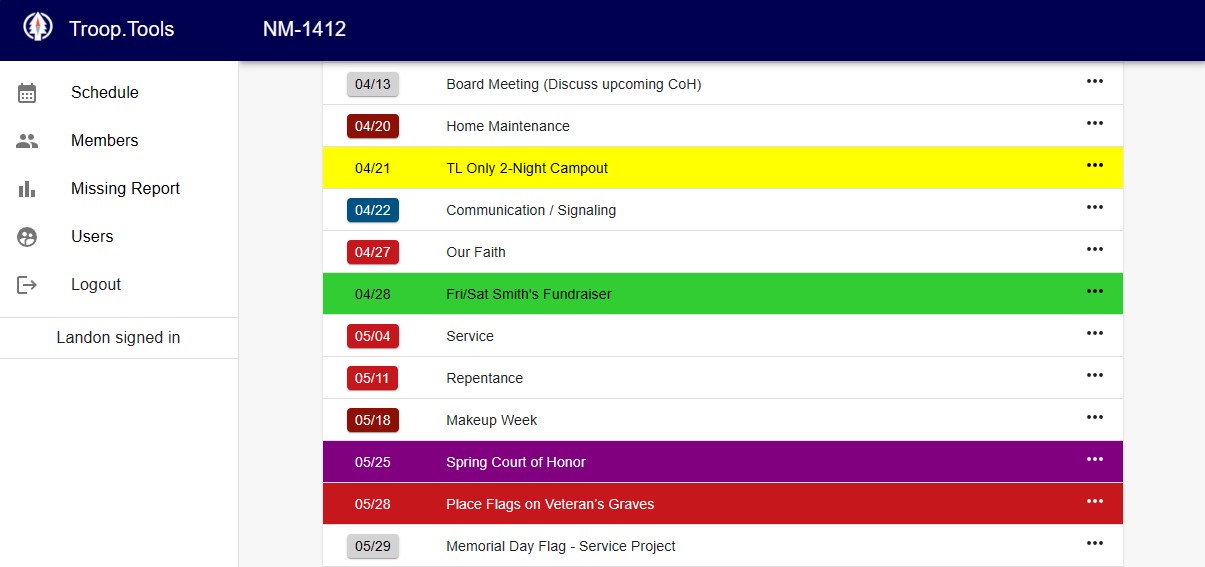 Troop.Tools
NM-1412
Schedule
Members
Missing Report
Users
Logout
Landon signed in
04/13 Board Meeting (Discuss upcoming CoH)
04/20 Home Maintenance
04/21 TL Only 2-Night Campout
04/22 Communication / Signaling
04/27 Our Faith
04/28 Fri/Sat Smith's Fundraiser
05/04 Service
05/11 Repentance
05/18 Makeup Week
05/25 Spring Court of Honor
05/28 Place Flags on Veteran’s Graves
05/29 Memorial Day Flag - Service Project